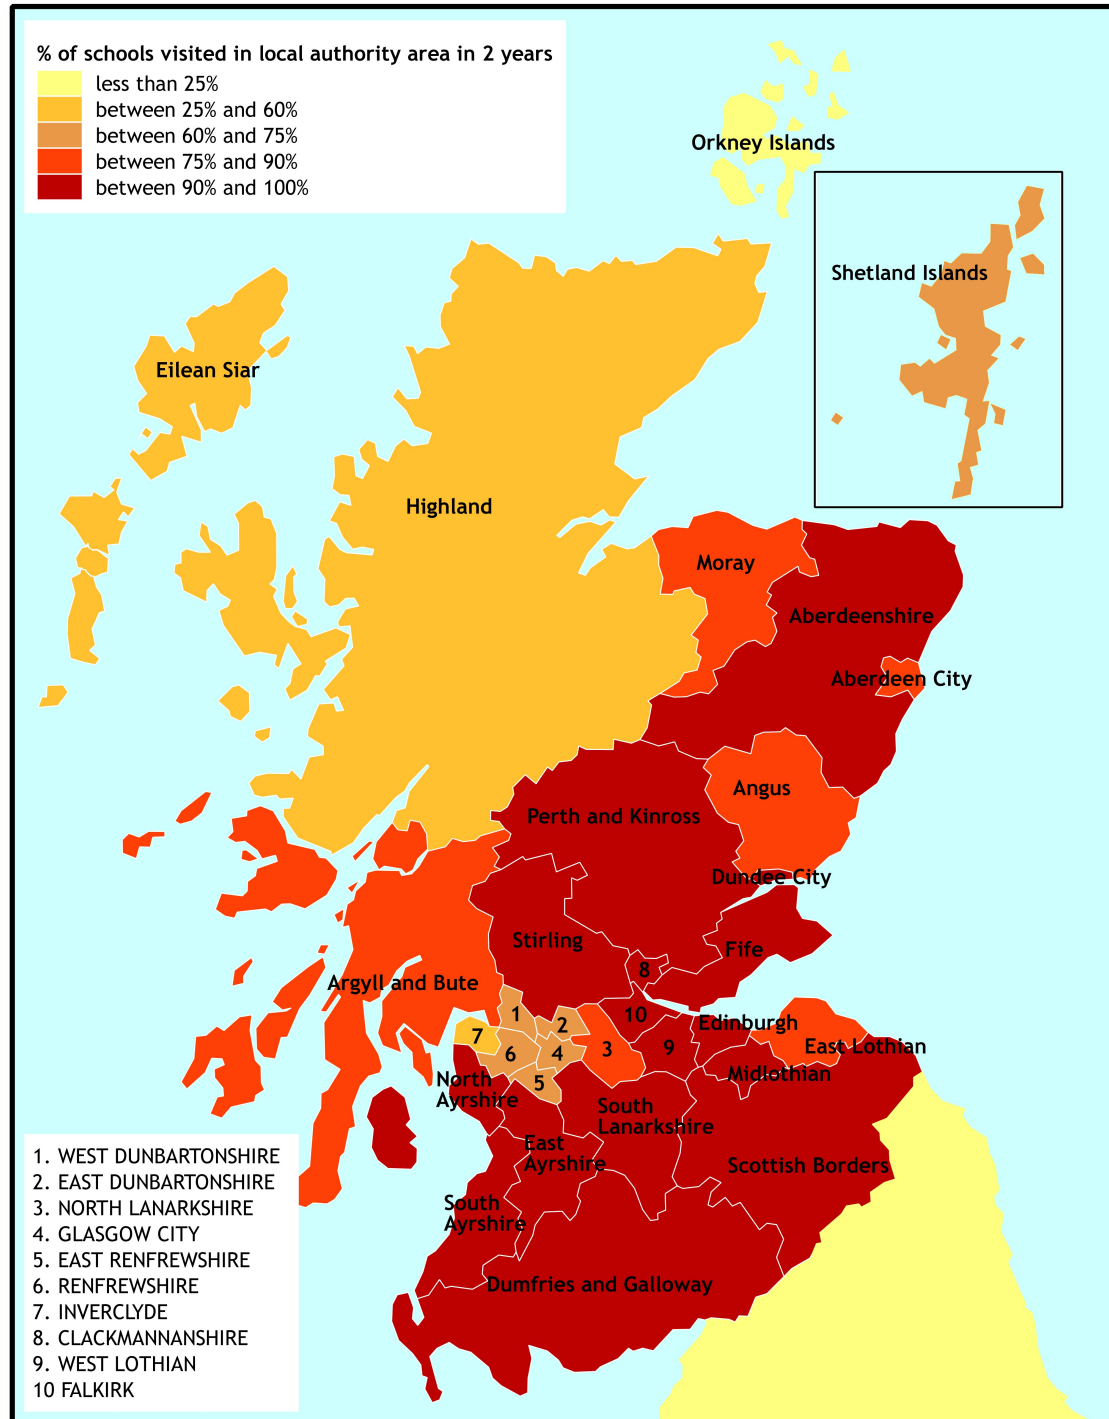 % of schools visited in local authority area in 2 years
less than 25%
between 25% and 60%
between 60% and 75%
between 75% and 90%
between 90% and 100%
Orkney Islands
Shetland Islands
Eilean Siar
Highland
Moray
Aberdeenshire
Aberdeen City
Angus
Perth and Kinross
Dundee City
Stirling
Fife
8
Argyll and Bute
1
10
2
Edinburgh
7
6
4
3
9
East Lothian
5
Midlothian
North
Ayrshire
South
Lanarkshire
East
Ayrshire
Scottish Borders
South
Ayrshire
Dumfries and Galloway
1. WEST DUNBARTONSHIRE
2. EAST DUNBARTONSHIRE
3. NORTH LANARKSHIRE
4. GLASGOW CITY
5. EAST RENFREWSHIRE
6. RENFREWSHIRE
7. INVERCLYDE
8. CLACKMANNANSHIRE
9. WEST LOTHIAN
10 FALKIRK